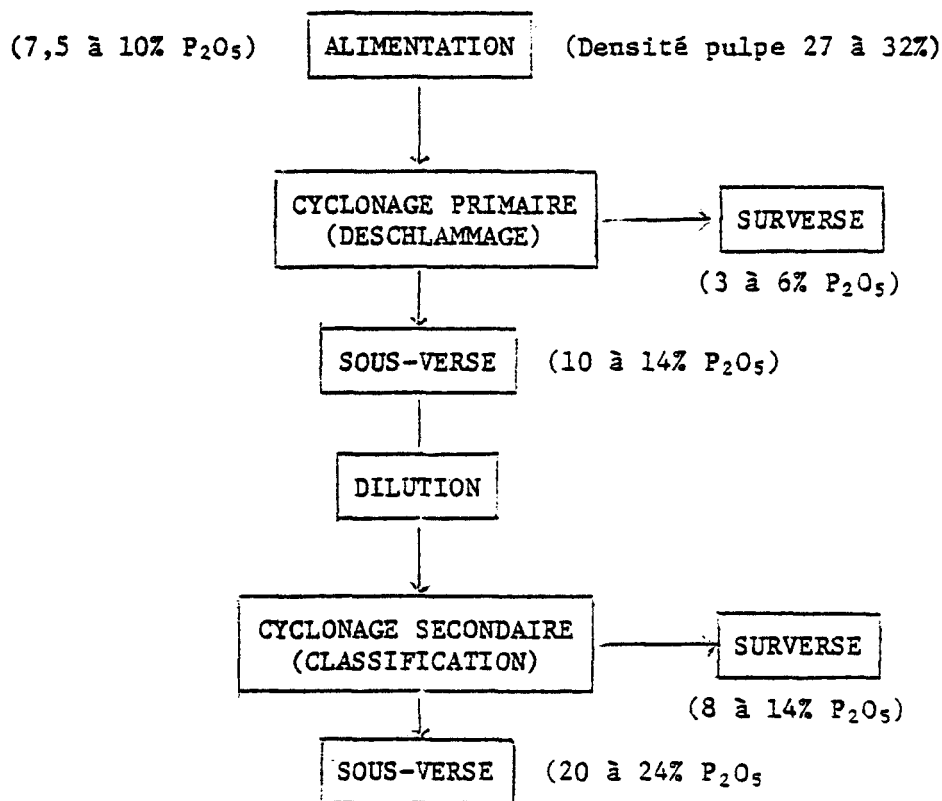 (7,5 à 10% P₂O₅) ALIMENTATION (Densité pulpe 27 à 32%)
CYCLONAGE PRIMAIRE
(DESCHLAMMAGE)
SURVERSE
(3 à 6% P₂O₅)
SOUS-VERSE (10 à 14% P₂O₅)
DILUTION
CYCLONAGE SECONDAIRE
(CLASSIFICATION)
SURVERSE
(8 à 14% P₂O₅)
SOUS-VERSE (20 à 24% P₂O₅